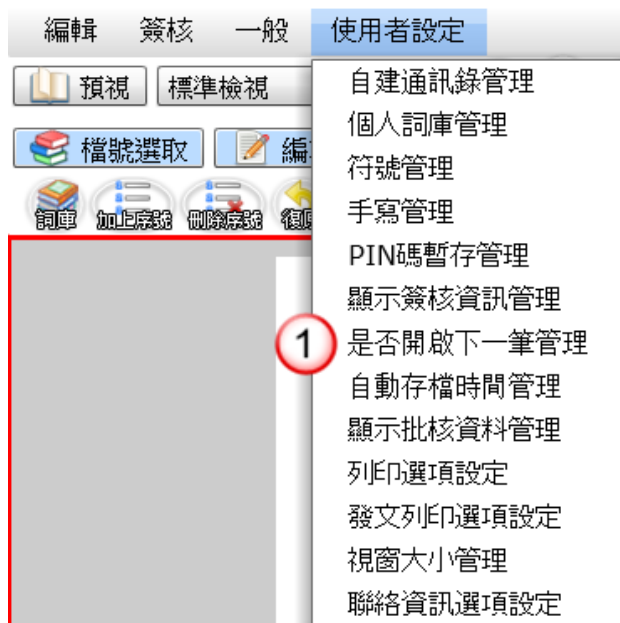 編輯 簽核 一般 使用者設定
預視 標準檢視
檔號選取 編
詞庫 加上序號 刪除序號 復原
自建通訊錄管理
個人詞庫管理
符號管理
手寫管理
PIN碼暫存管理
顯示簽核資訊管理
1 是否開啟下一筆管理
自動存檔時間管理
顯示批核資料管理
列印選項設定
發文列印選項設定
視窗大小管理
聯絡資訊選項設定